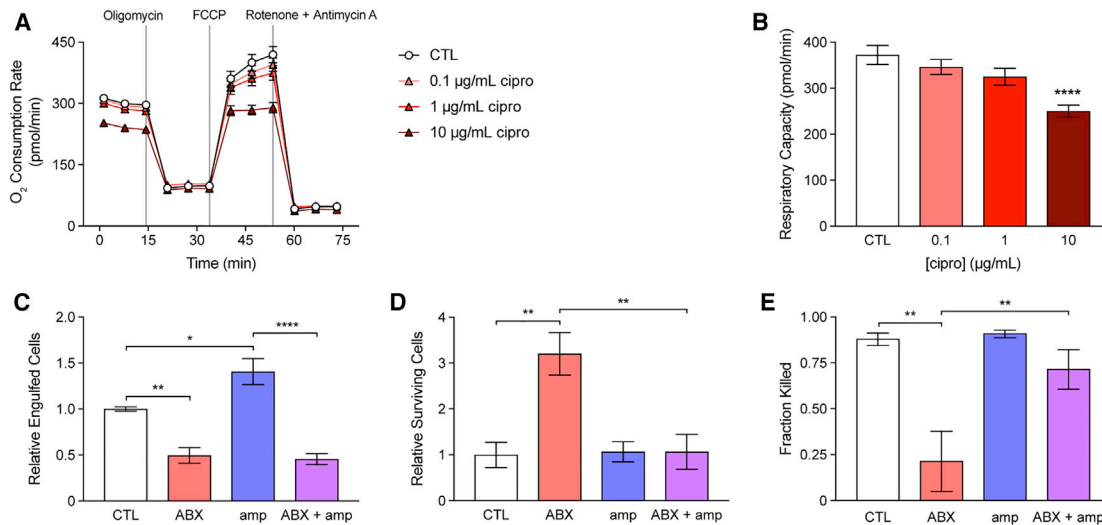 A
Oligomycin FCCP Rotenone + Antimycin A
O2 Consumption Rate
(pmol/min)
450
300
150
0
0 15 30 45 60 75
Time (min)
CTL
0.1 µg/mL cipro
1 µg/mL cipro
10 µg/mL cipro
B
Respiratory Capacity (pmol/min)
400
300
200
100
0
****
CTL 0.1 1 10
[cipro] (µg/mL)
C
Relative Engulfed Cells
2.0
1.5
1.0
0.5
0
****
*
**
CTL ABX amp ABX + amp
D
Relative Surviving Cells
4
3
2
1
0
** **
CTL ABX amp ABX + amp
E
Fraction Killed
1.00
0.75
0.50
0.25
0
** **
CTL ABX amp ABX + amp